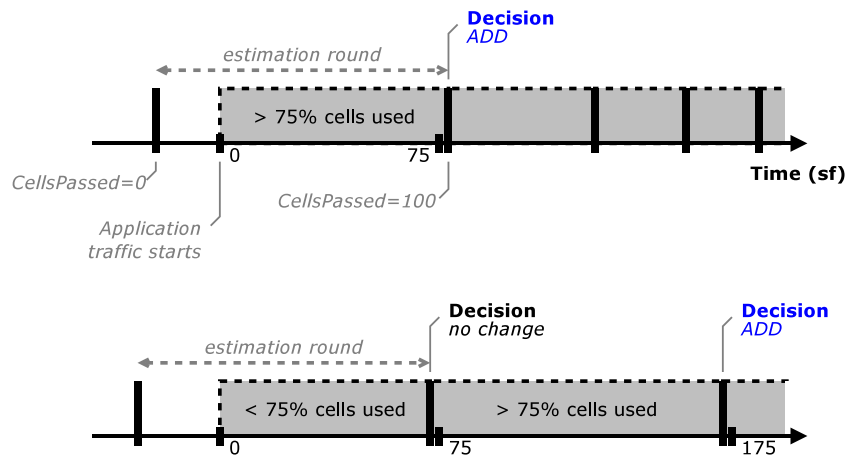 Decision
ADD
estimation round
> 75% cells used
0
75
Time (sf)
CellsPassed=0
CellsPassed=100
Application
traffic starts
Decision
no change
Decision
ADD
estimation round
< 75% cells used
> 75% cells used
0
75
175